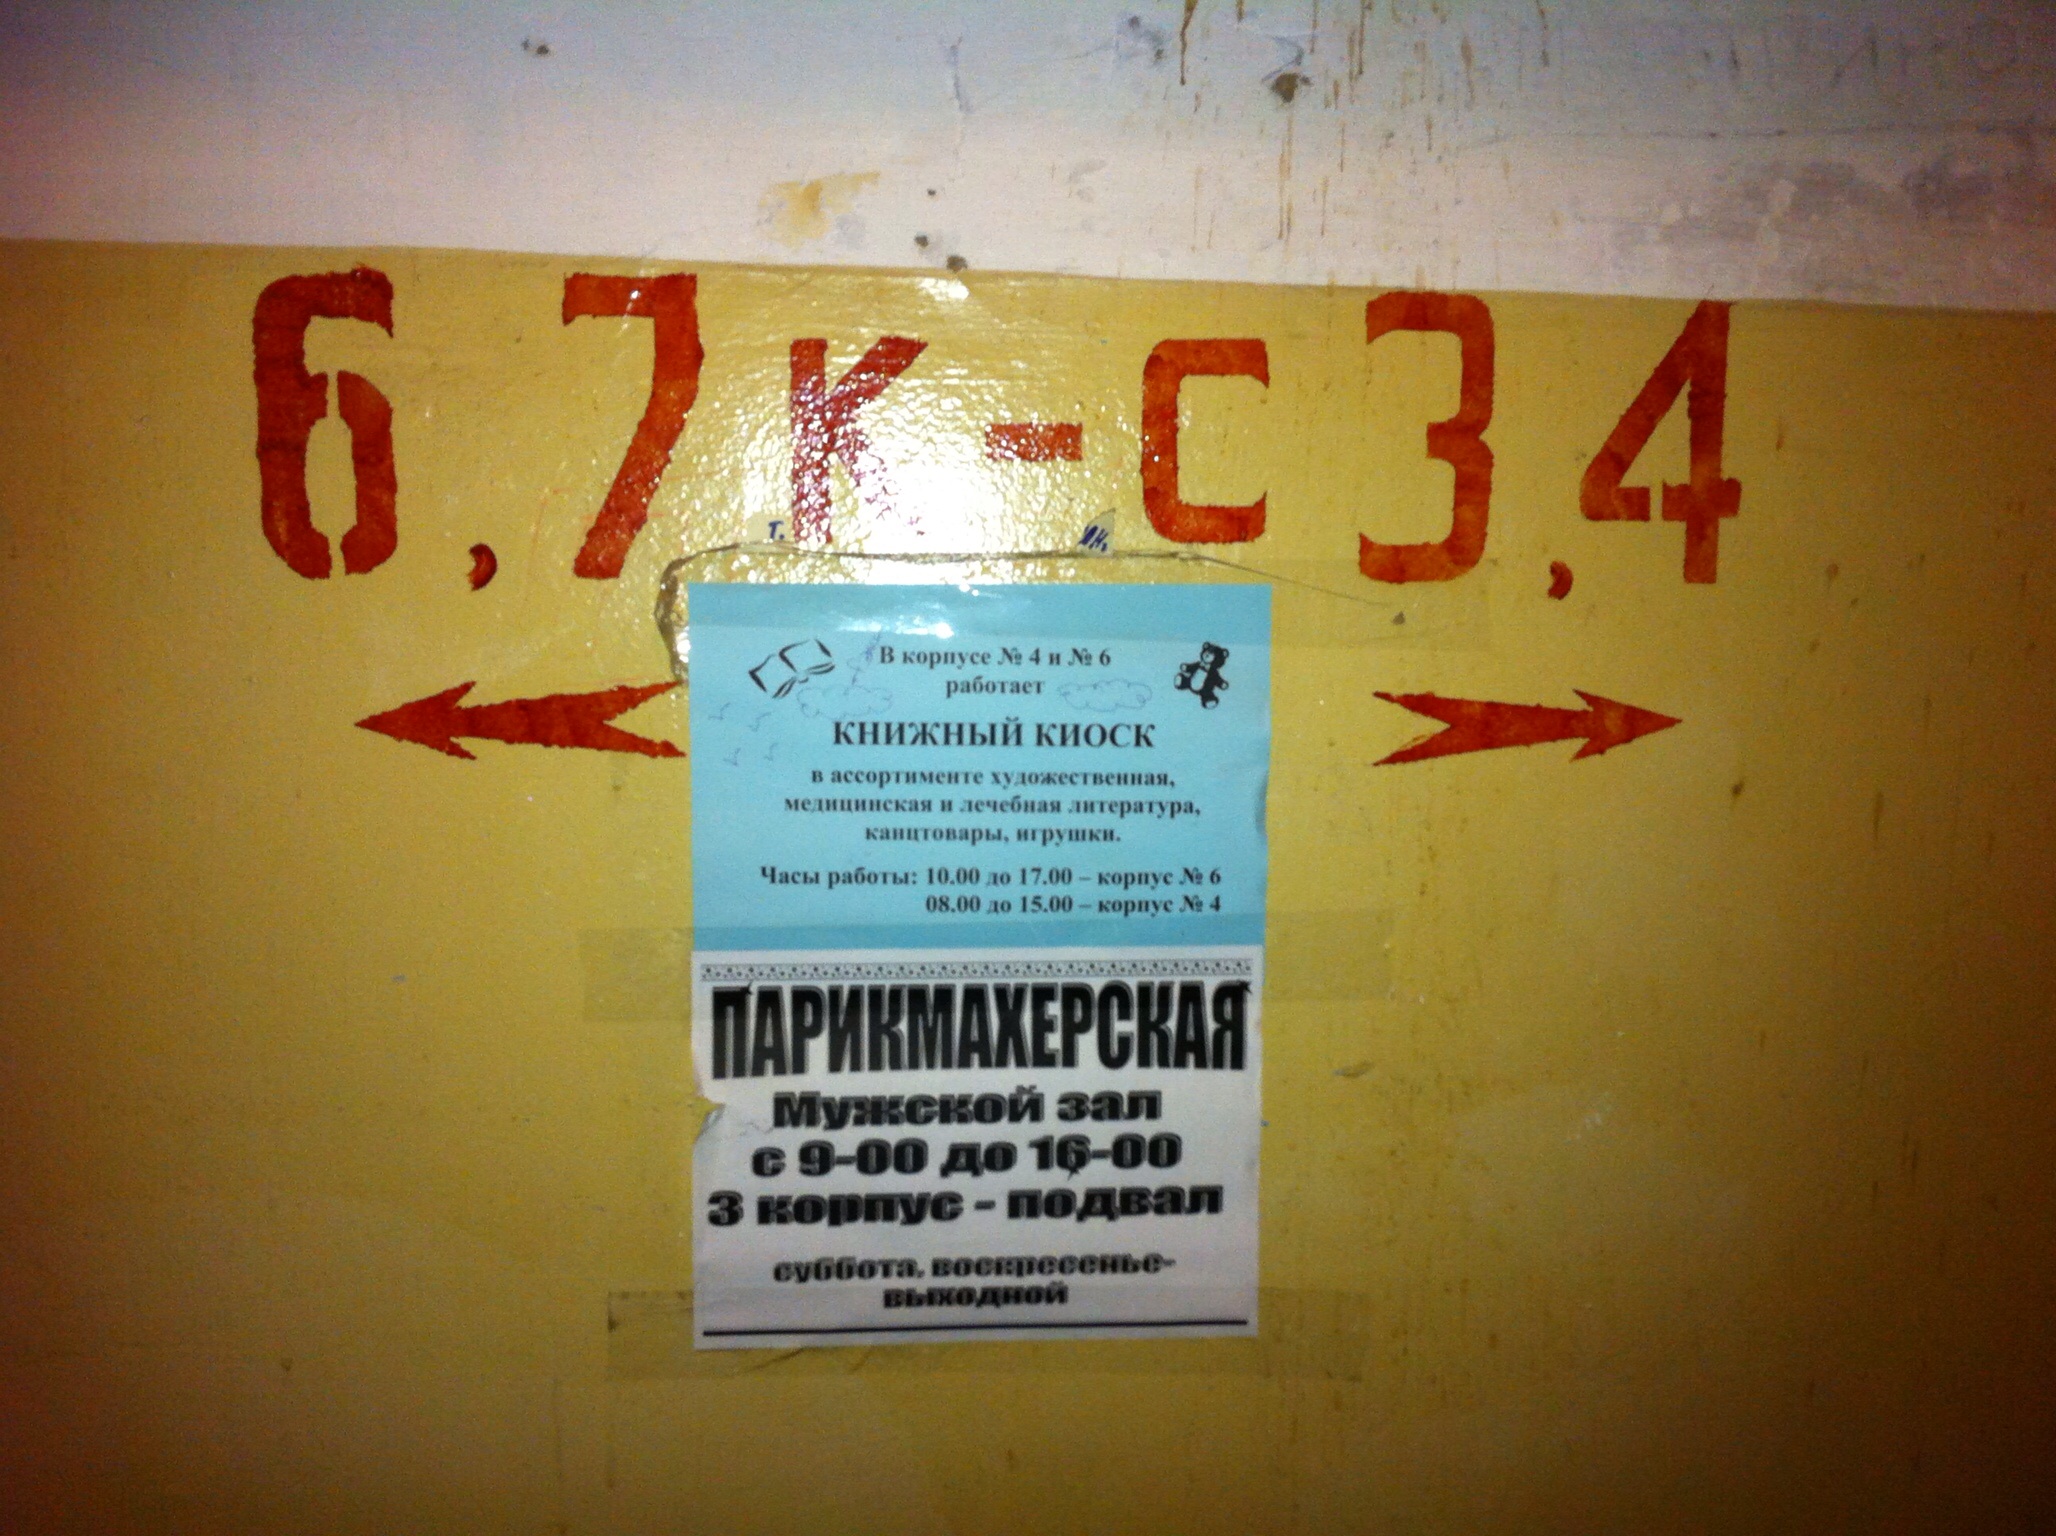 6,7 К-С 3,4
В корпусе № 4 и № 6
работает
КНИЖНЫЙ КИОСК
в ассортименте художественная,
медицинская и лечебная литература,
канцтовары, игрушки.
Часы работы: 10.00 до 17.00 – корпус № 6
08.00 до 15.00 – корпус № 4
ПАРИКМАХЕРСКАЯ
Мужской зал
с 9-00 до 16-00
3 корпус - подвал
суббота, воскресенье-
выходной